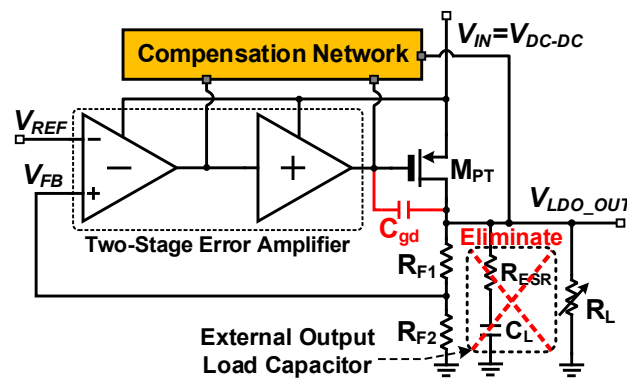 Compensation Network
V_IN=V_DC-DC
V_REF
−
−
+
V_FB
+
M_PT
V_LDO_OUT
C_gd
Eliminate
Two-Stage Error Amplifier
R_F1
R_ESR
R_L
R_F2
C_L
External Output
Load Capacitor